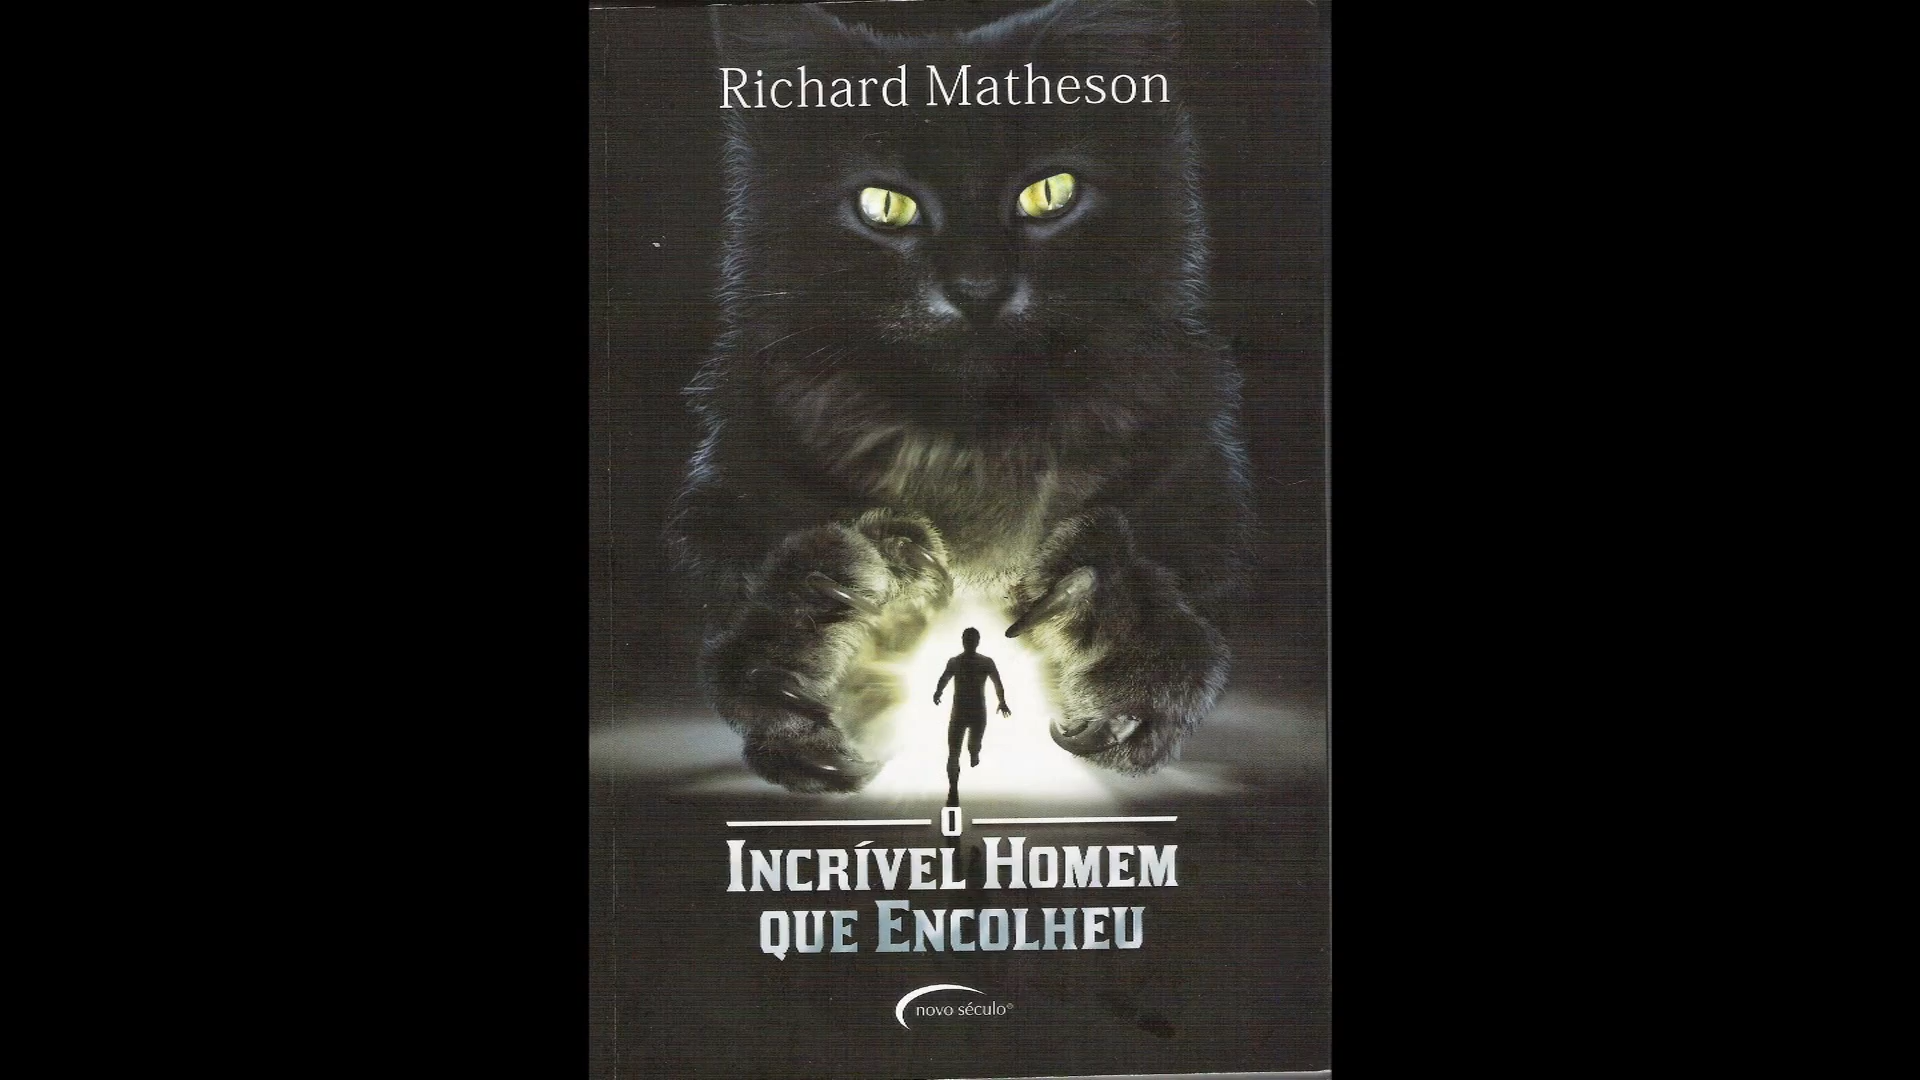 Richard Matheson
O
INCRÍVEL HOMEM
QUE ENCOLHEU
novo século®